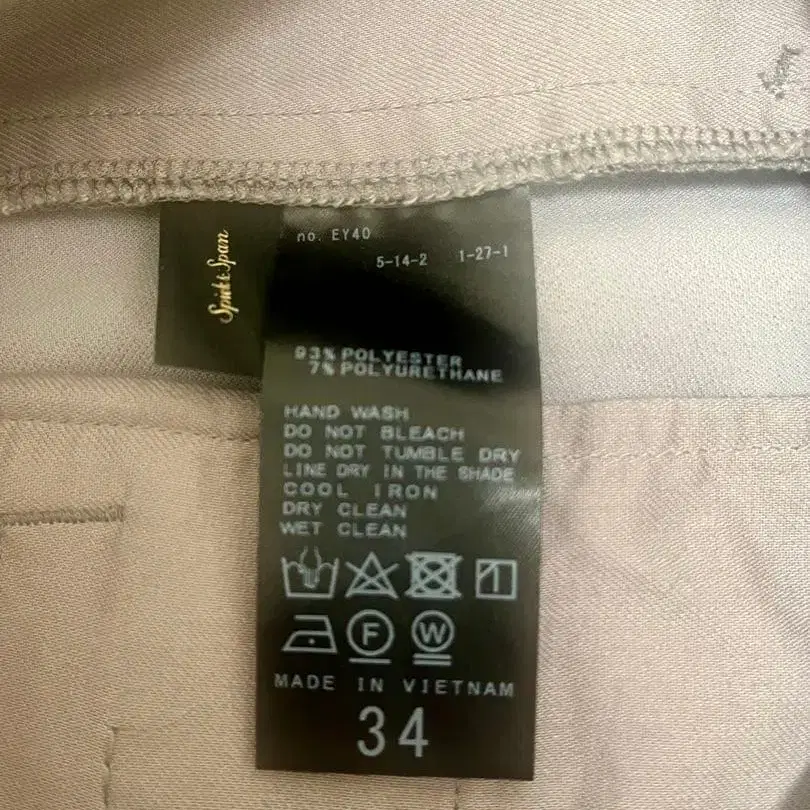 Spick & Span
no. EY40
5-14-2 1-27-1
93% POLYESTER
7% POLYURETHANE
HAND WASH
DO NOT BLEACH
DO NOT TUMBLE DRY
LINE DRY IN THE SHADE
COOL IRON
DRY CLEAN
WET CLEAN
F W
MADE IN VIETNAM
34